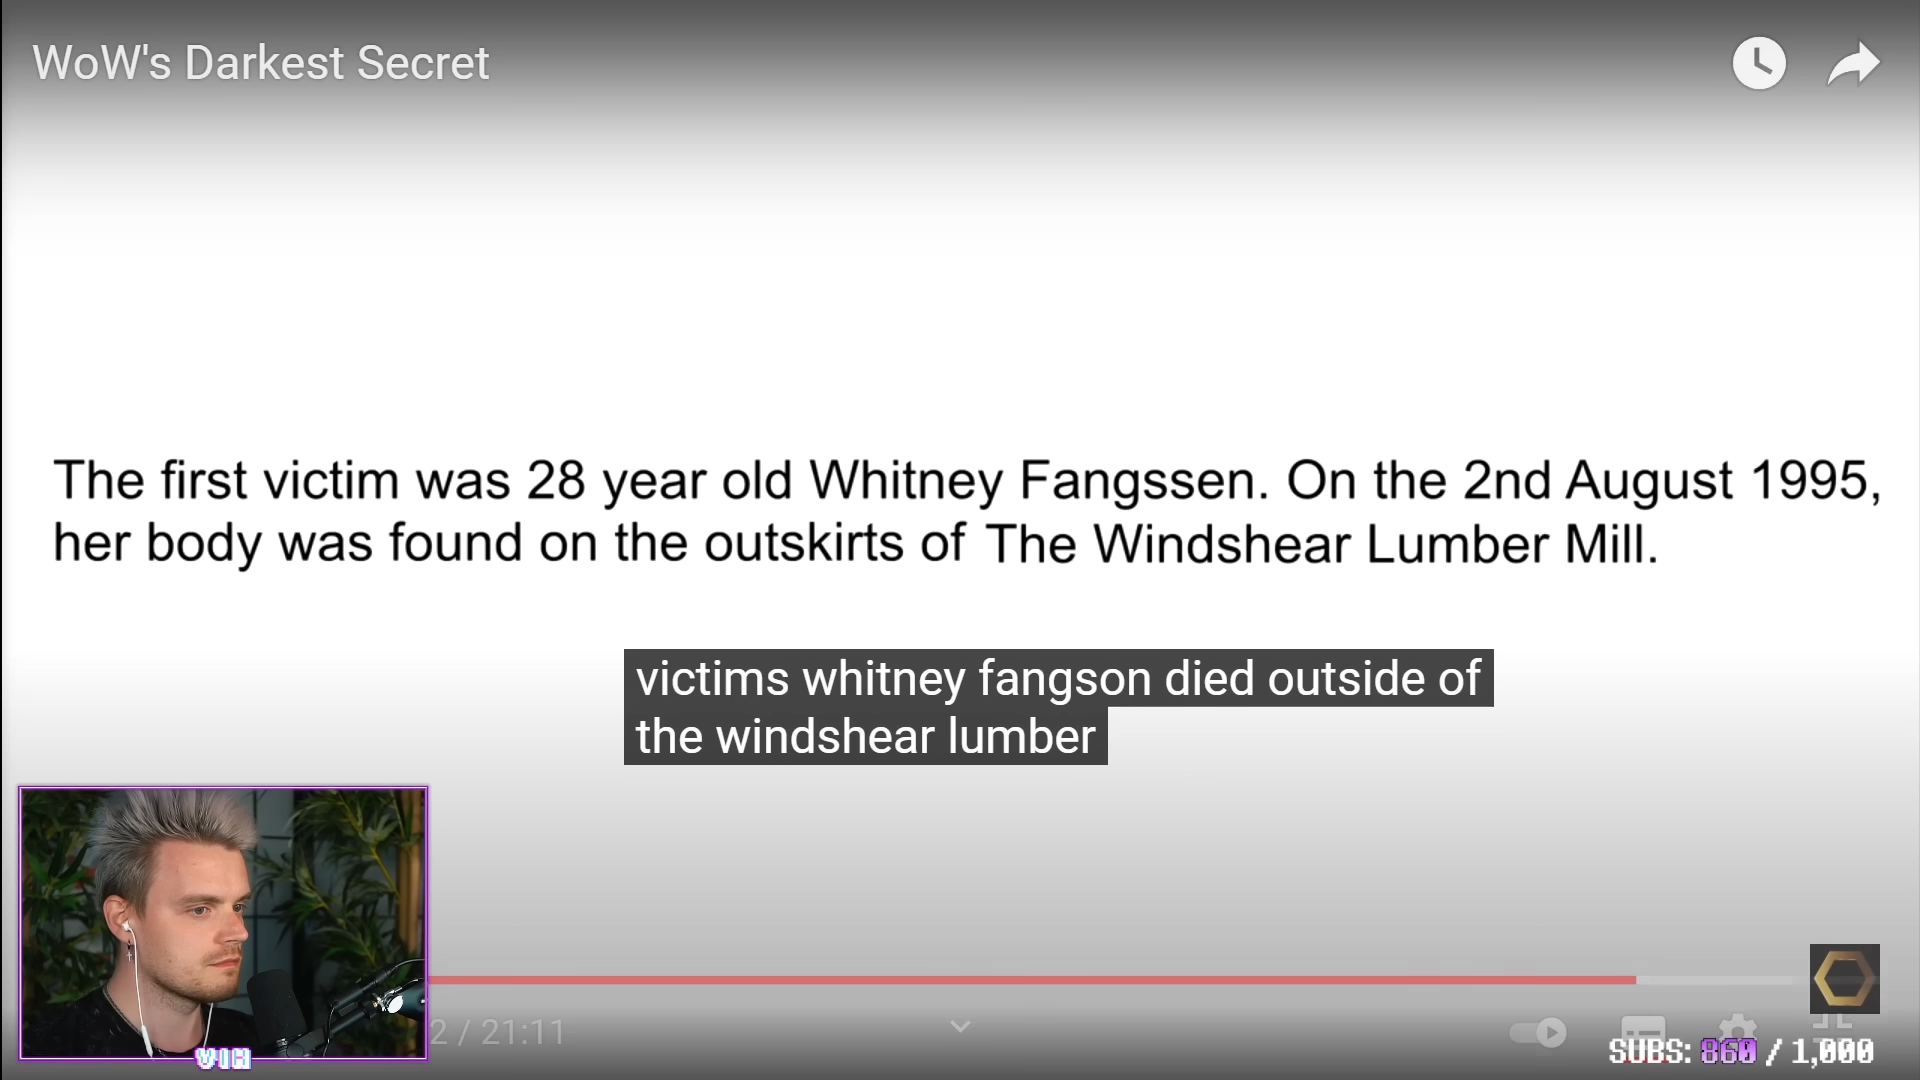 WoW's Darkest Secret
The first victim was 28 year old Whitney Fangssen. On the 2nd August 1995,
her body was found on the outskirts of The Windshear Lumber Mill.
victims whitney fangson died outside of
the windshear lumber
2 / 21:11
SUBS: 860 / 1,000